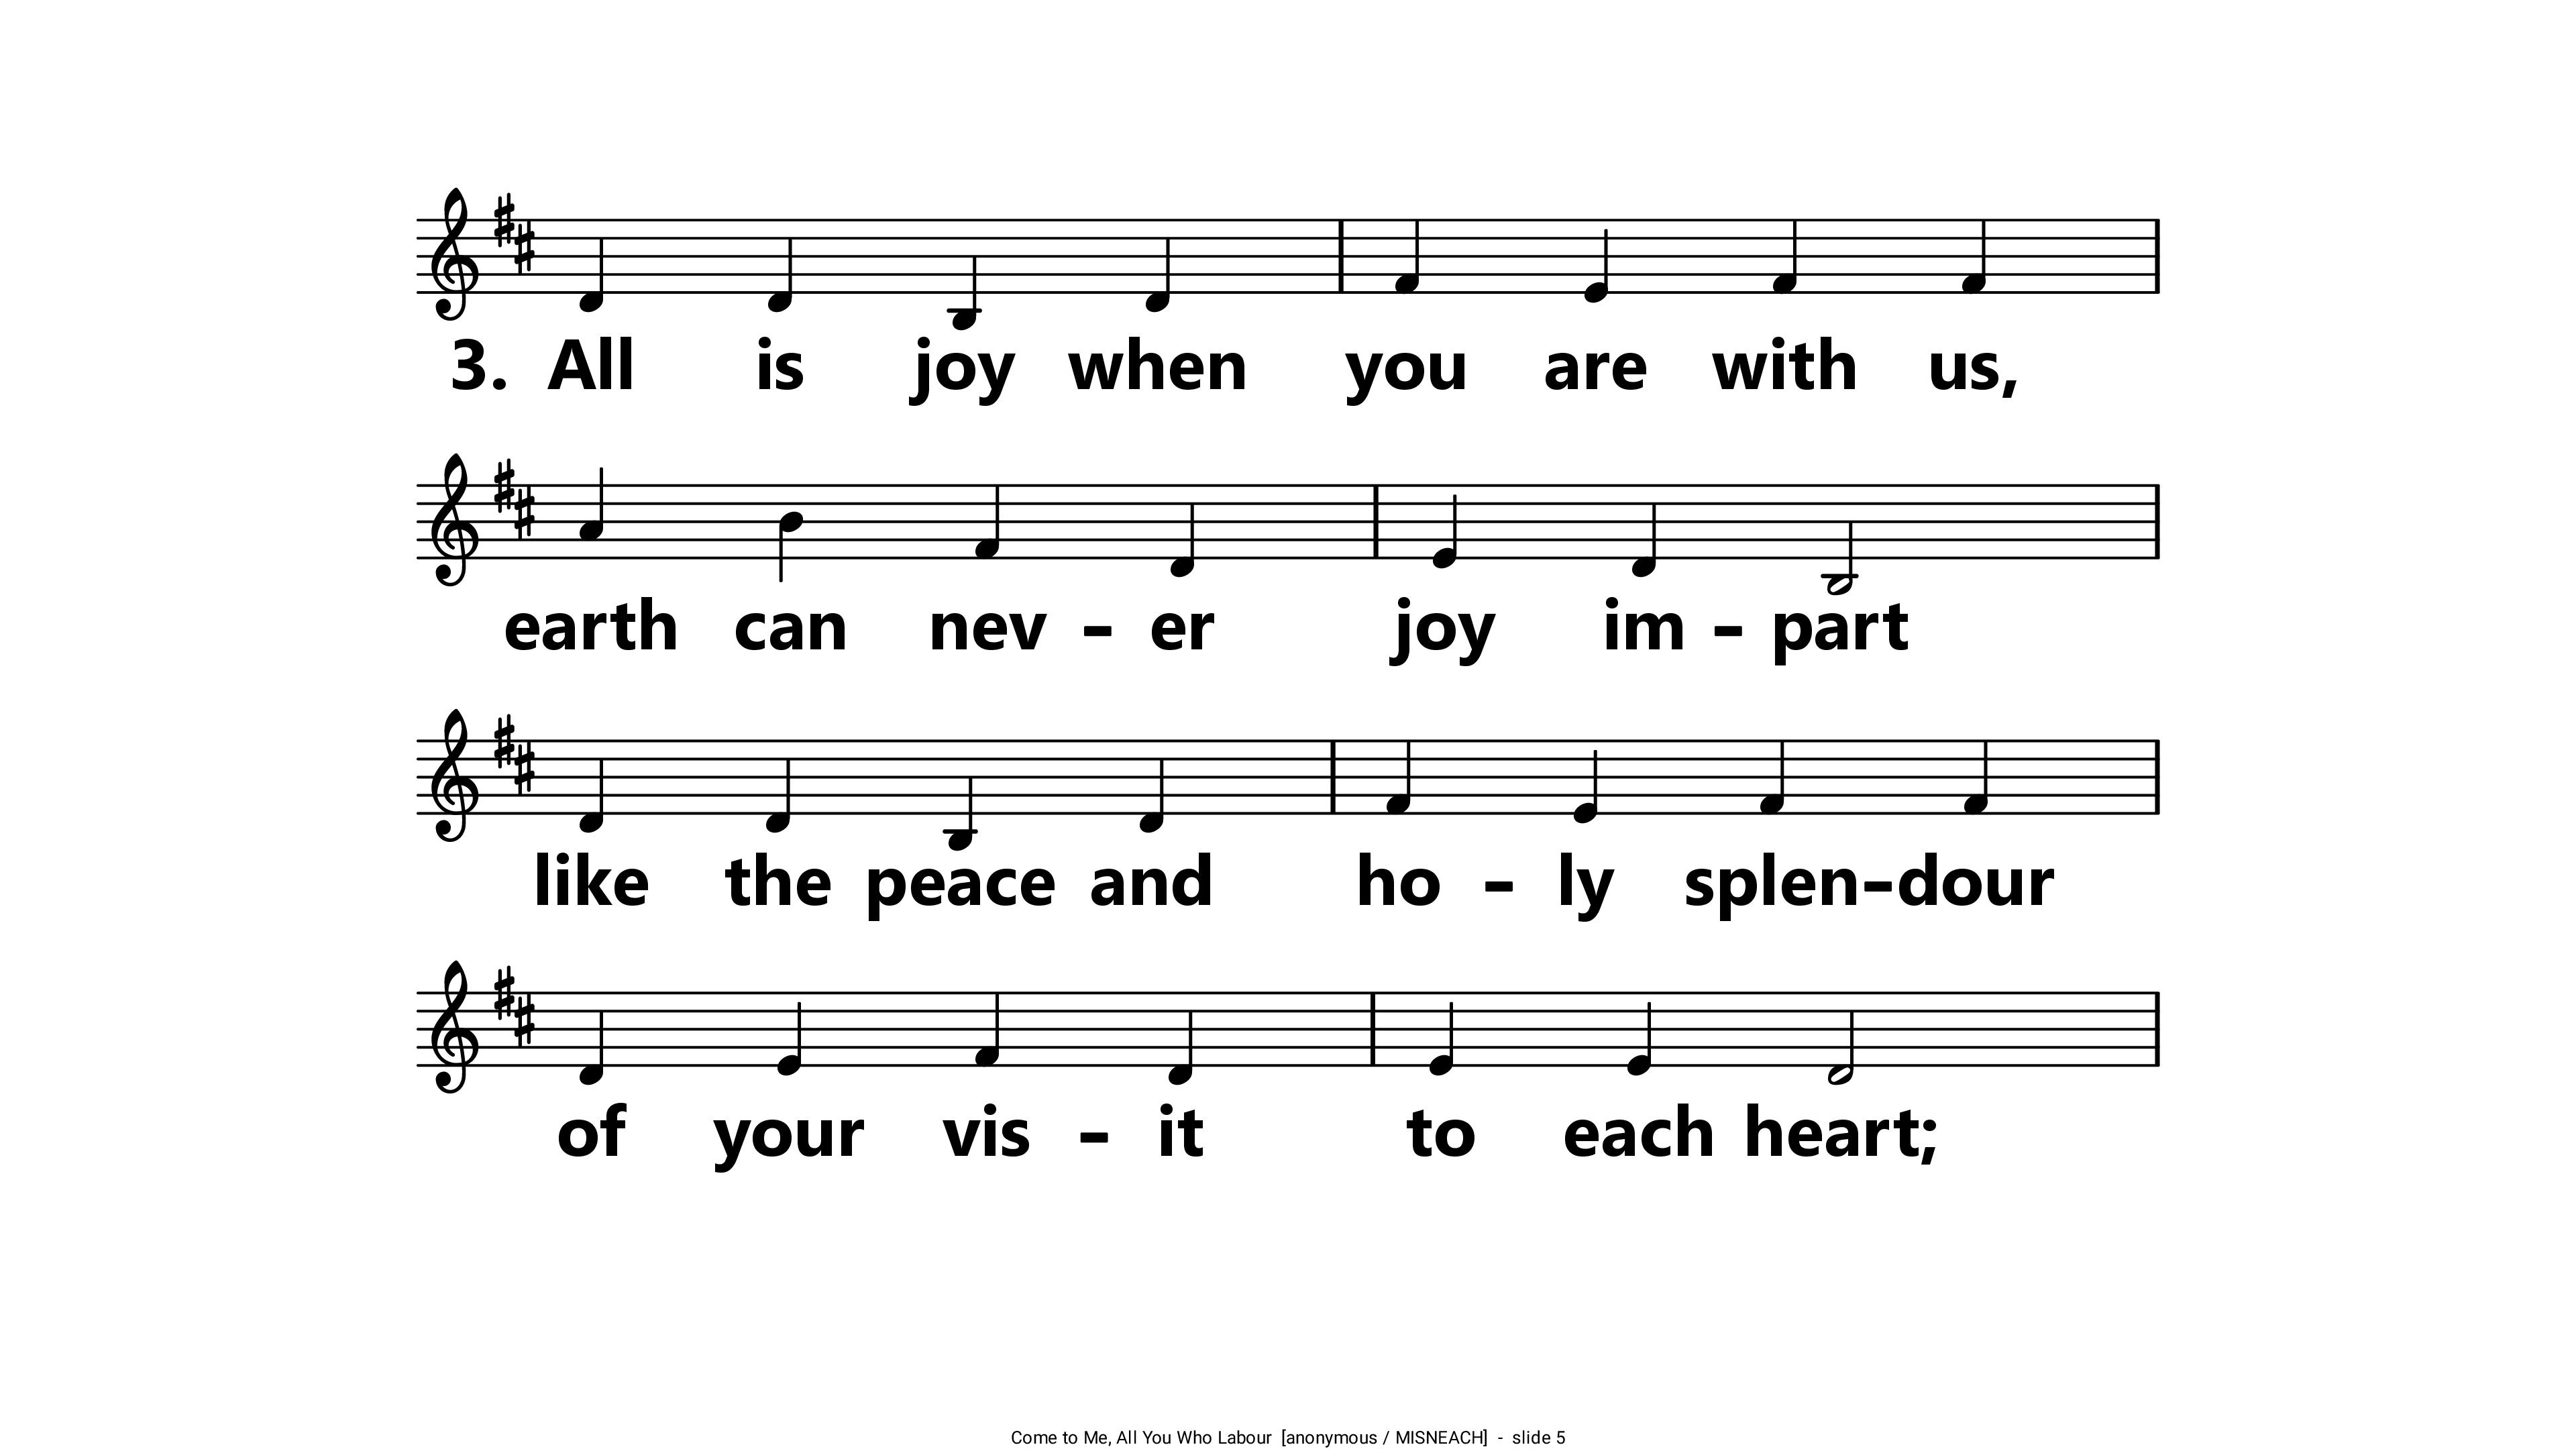 3. All is joy when you are with us,
earth can nev - er joy im - part
like the peace and ho - ly splen-dour
of your vis - it to each heart;
Come to Me, All You Who Labour [anonymous / MISNEACH] - slide 5